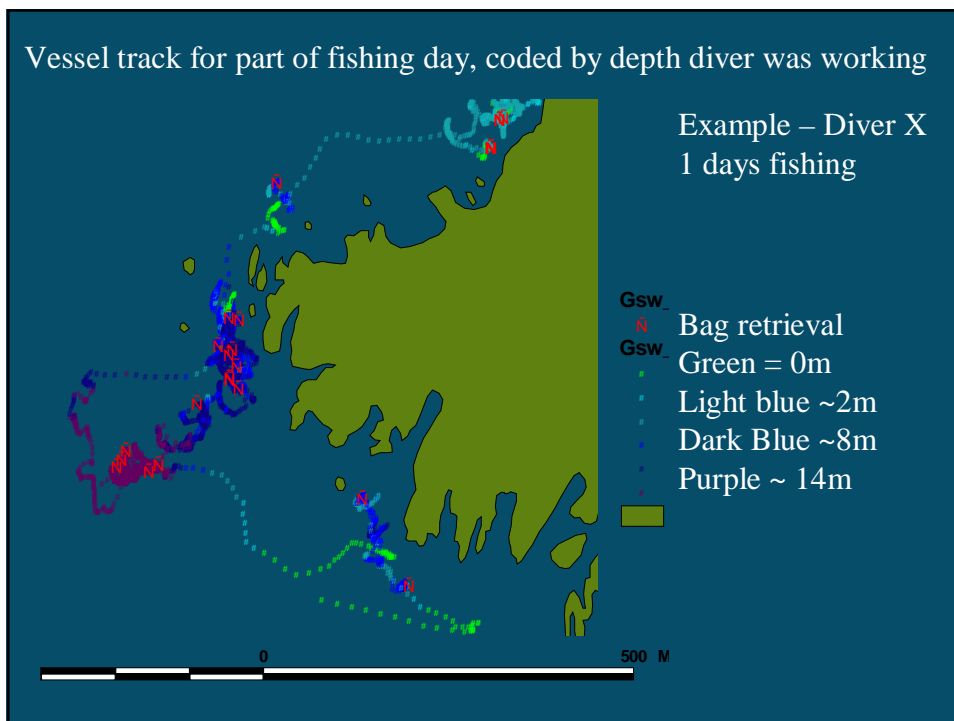 Vessel track for part of fishing day, coded by depth diver was working
Example – Diver X
1 days fishing
Gsw_
Ñ Bag retrieval
Gsw_
Green = 0m
Light blue ~2m
Dark Blue ~8m
Purple ~ 14m
0 500 M